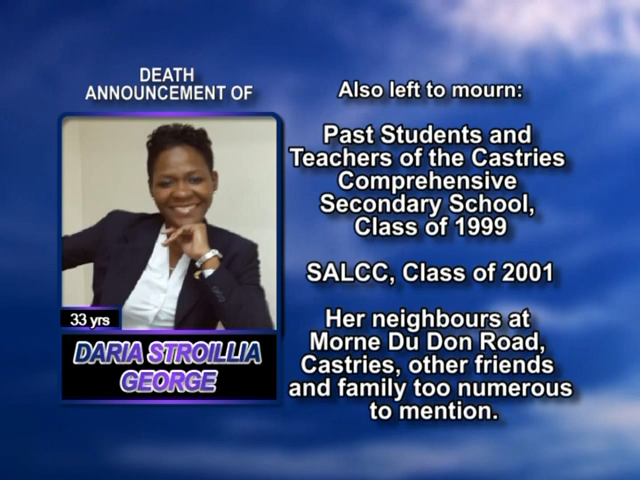 DEATH
ANNOUNCEMENT OF
33 yrs
DARIA STROILLIA
GEORGE
Also left to mourn:
Past Students and
Teachers of the Castries
Comprehensive
Secondary School,
Class of 1999
SALCC, Class of 2001
Her neighbours at
Morne Du Don Road,
Castries, other friends
and family too numerous
to mention.